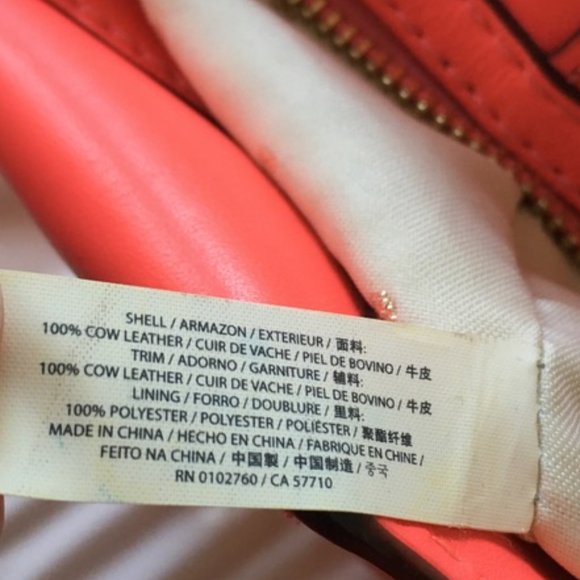 SHELL / ARMAZON / EXTERIEUR / 面料:
100% COW LEATHER / CUIR DE VACHE / PIEL DE BOVINO / 牛皮
TRIM / ADORNO / GARNITURE / 辅料:
100% COW LEATHER / CUIR DE VACHE / PIEL DE BOVINO / 牛皮
LINING / FORRO / DOUBLURE / 里料:
100% POLYESTER / POLYESTER / POLIÉSTER / 聚酯纤维
MADE IN CHINA / HECHO EN CHINA / FABRIQUE EN CHINE /
FEITO NA CHINA / 中国製 / 中国制造 / 중국
RN 0102760 / CA 57710